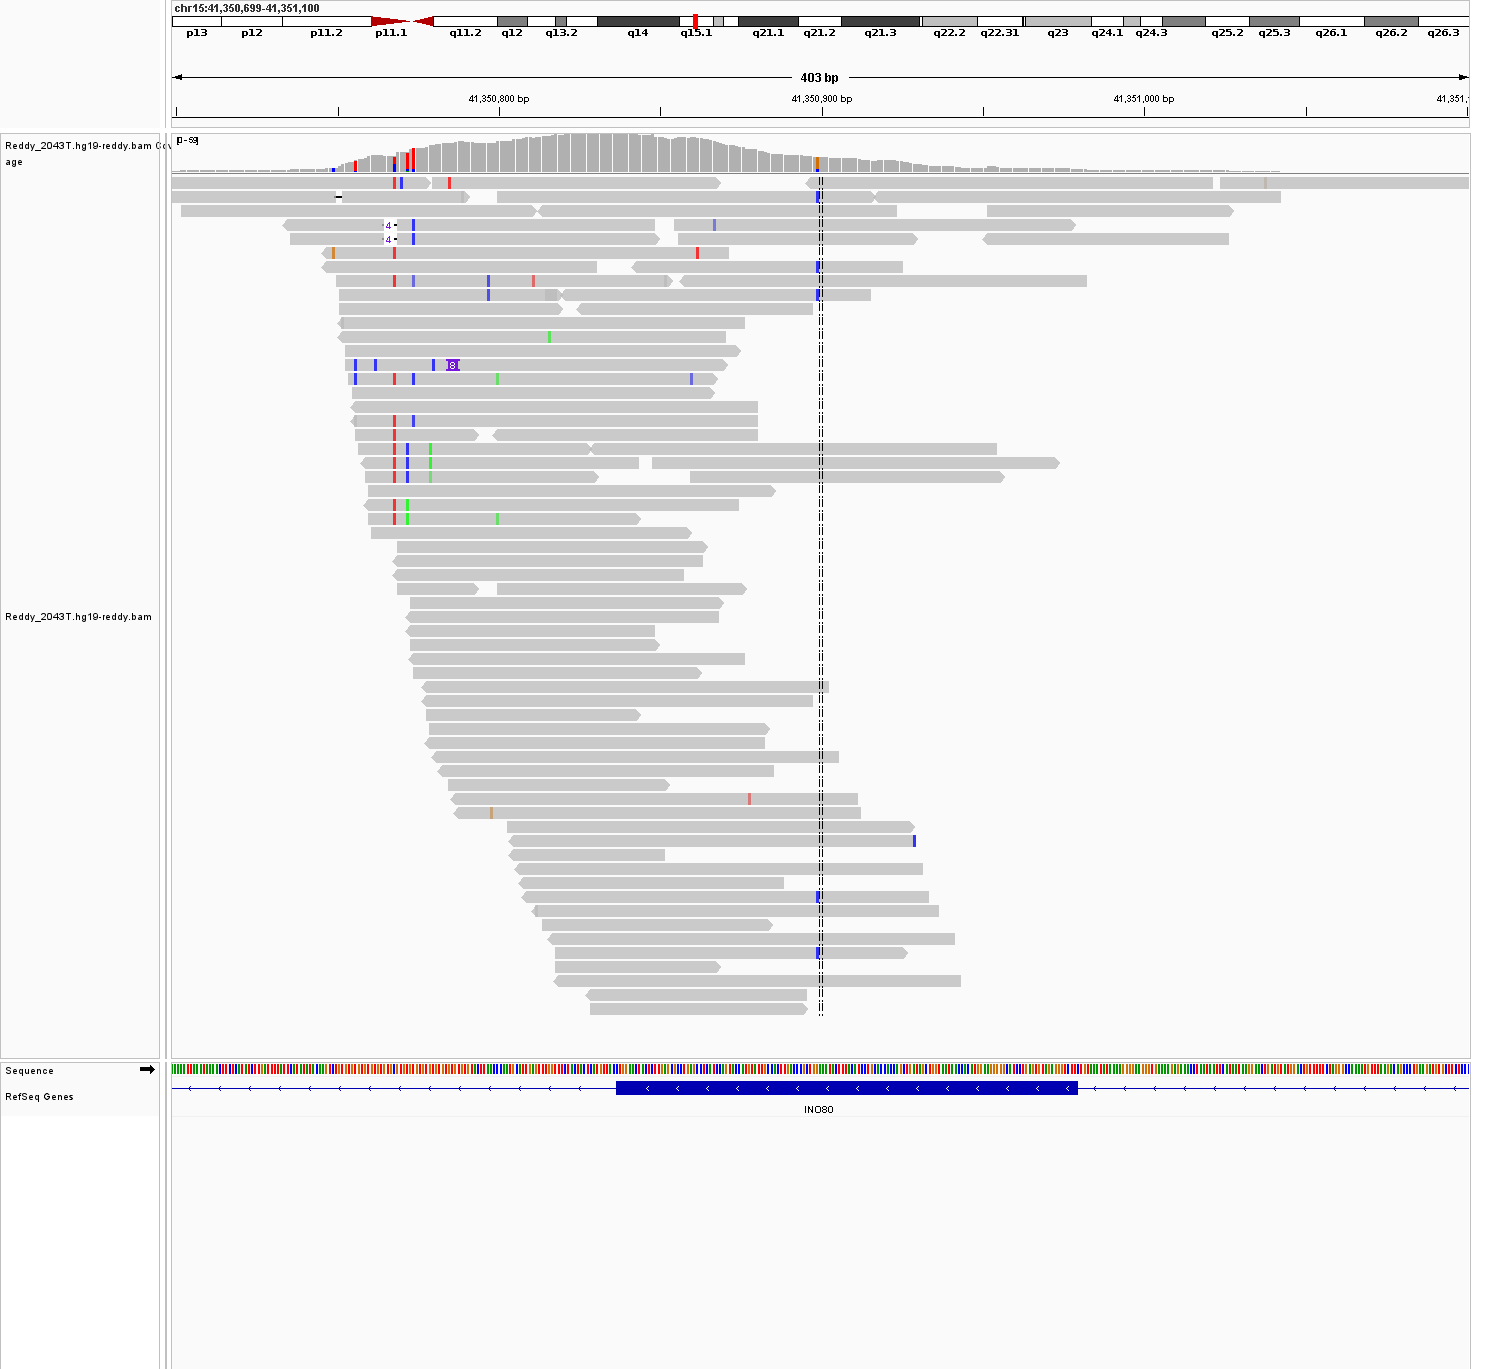 chr15:41,350,699-41,351,100
p13 p12 p11.2 p11.1 q11.2 q12 q13.2 q14 q15.1 q21.1 q21.2 q21.3 q22.2 q22.31 q23 q24.1 q24.3 q25.2 q25.3 q26.1 q26.2 q26.3
403 bp
41,350,800 bp 41,350,900 bp 41,351,000 bp 41,351,
Reddy_2043T.hg19-reddy.bam Cov
age
[0 - 59]
4
4
8
Reddy_2043T.hg19-reddy.bam
Sequence
RefSeq Genes
INO80